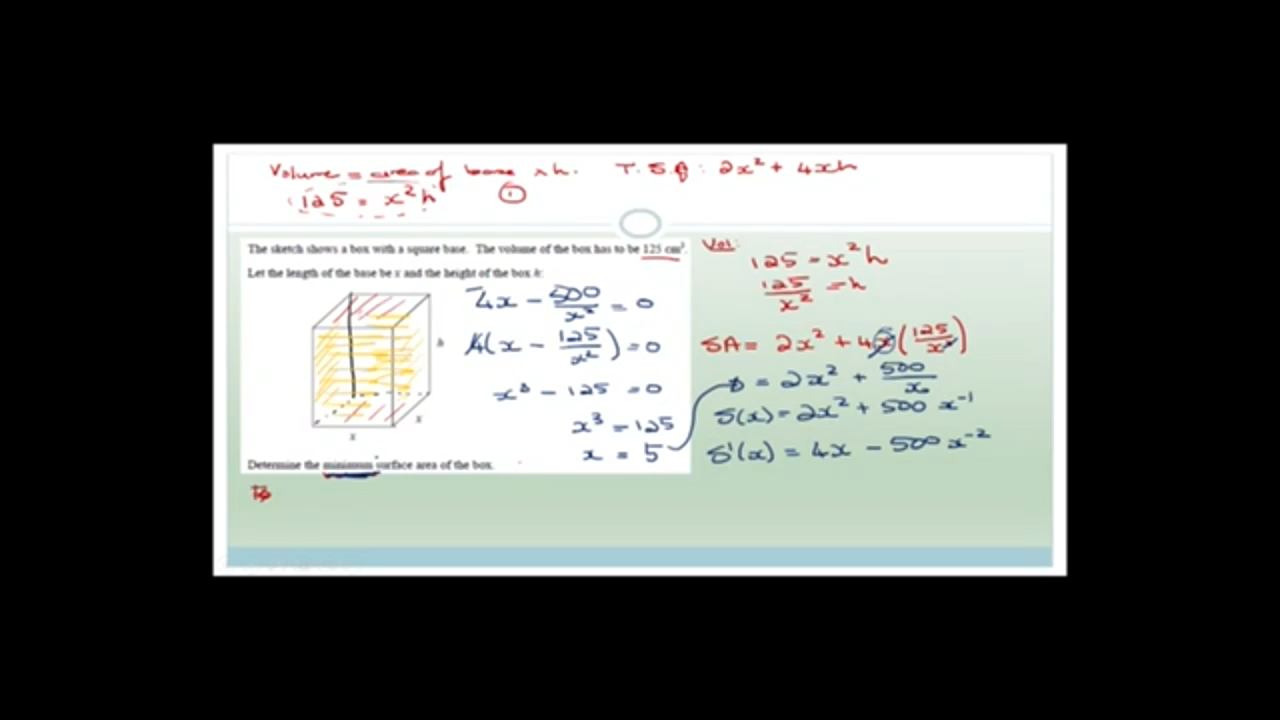 Volume = area of base × h.
T.S.A : 2x² + 4xh
125 = x²h
①
The sketch shows a box with a square base. The volume of the box has to be 125 cm³.
Let the length of the base be x and the height of the box h.
h
x
x
Determine the minimum surface area of the box.
4x - 500/x² = 0
4(x - 125/x²) = 0
x³ - 125 = 0
x³ = 125
x = 5
Vol:
125 = x²h
125/x² = h
SA = 2x² + 4x(125/x²)
S = 2x² + 500/x
S(x) = 2x² + 500 x⁻¹
S'(x) = 4x - 500 x⁻²